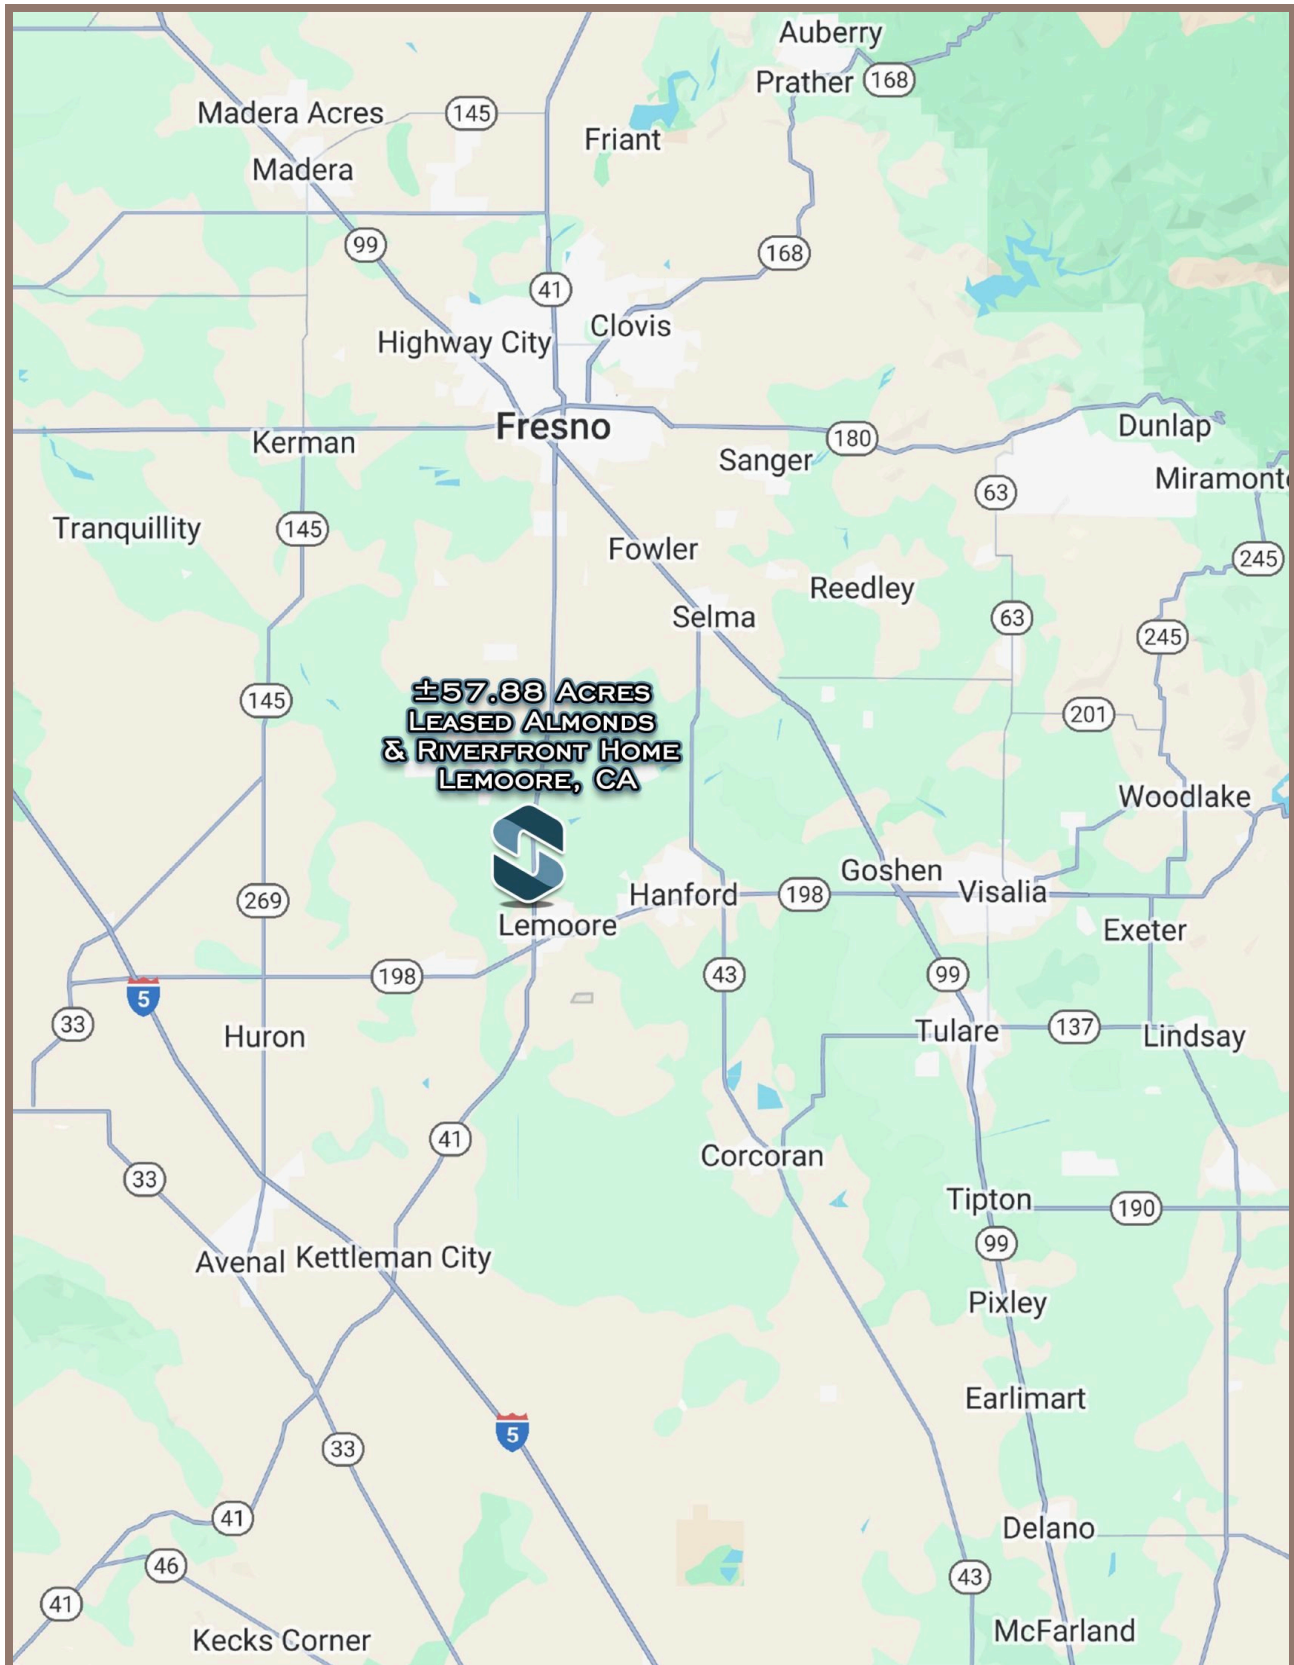 Auberry
Prather 168
Madera Acres 145
Friant
Madera
99
168
41
Clovis
Highway City
Fresno
Dunlap
180
Kerman
Sanger
Miramont
63
Tranquillity 145
Fowler
245
Reedley
Selma
63
245
±57.88 Acres
Leased Almonds
& Riverfront Home
Lemoore, CA
145
201
Woodlake
Goshen
Hanford 198 Visalia
269
Lemoore
Exeter
198
43
99
5
33
Tulare 137 Lindsay
Huron
41
Corcoran
33
Tipton 190
99
Avenal Kettleman City
Pixley
Earlimart
5
33
41
Delano
46
43
41
McFarland
Kecks Corner